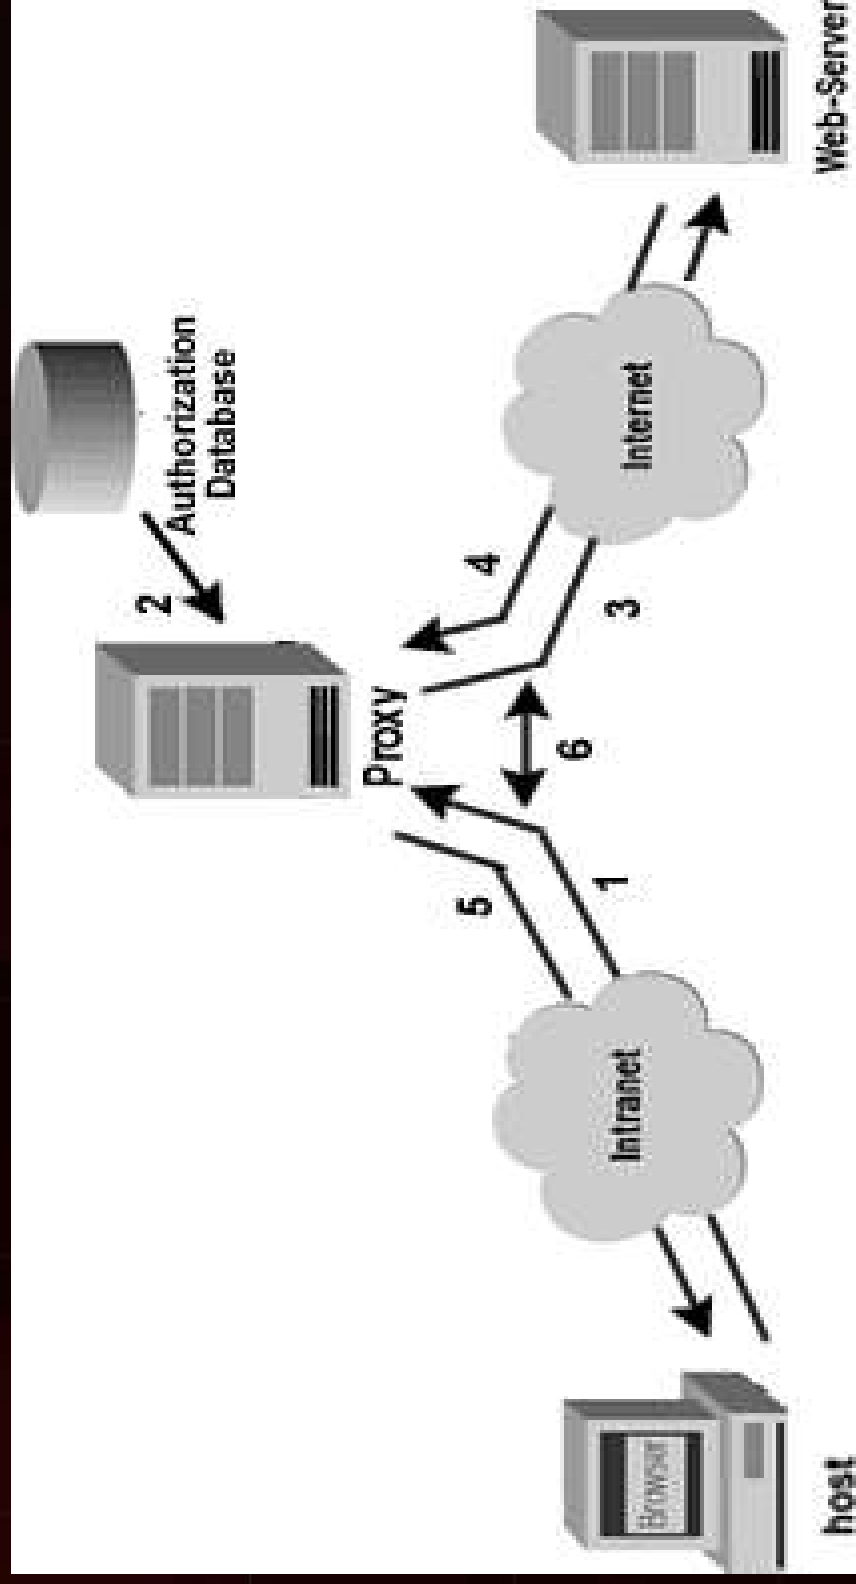 Authorization
Database
2
Proxy
4
3
6
5
1
Internet
Intranet
Web-Server
Browser
host